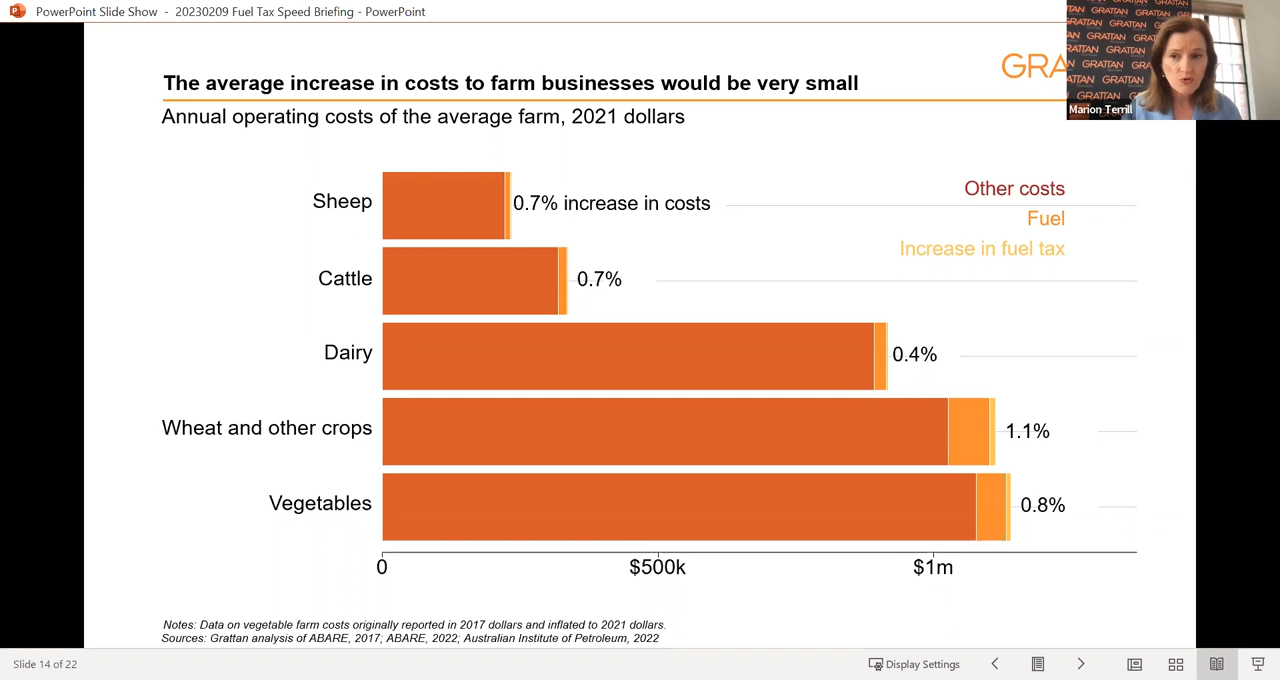 PowerPoint Slide Show - 20230209 Fuel Tax Speed Briefing - PowerPoint
GRATTAN
Marion Terrill
GRA
The average increase in costs to farm businesses would be very small
Annual operating costs of the average farm, 2021 dollars
Other costs
Fuel
Increase in fuel tax
Sheep
0.7% increase in costs
Cattle
0.7%
Dairy
0.4%
Wheat and other crops
1.1%
Vegetables
0.8%
0
$500k
$1m
Notes: Data on vegetable farm costs originally reported in 2017 dollars and inflated to 2021 dollars.
Sources: Grattan analysis of ABARE, 2017; ABARE, 2022; Australian Institute of Petroleum, 2022
Slide 14 of 22
Display Settings